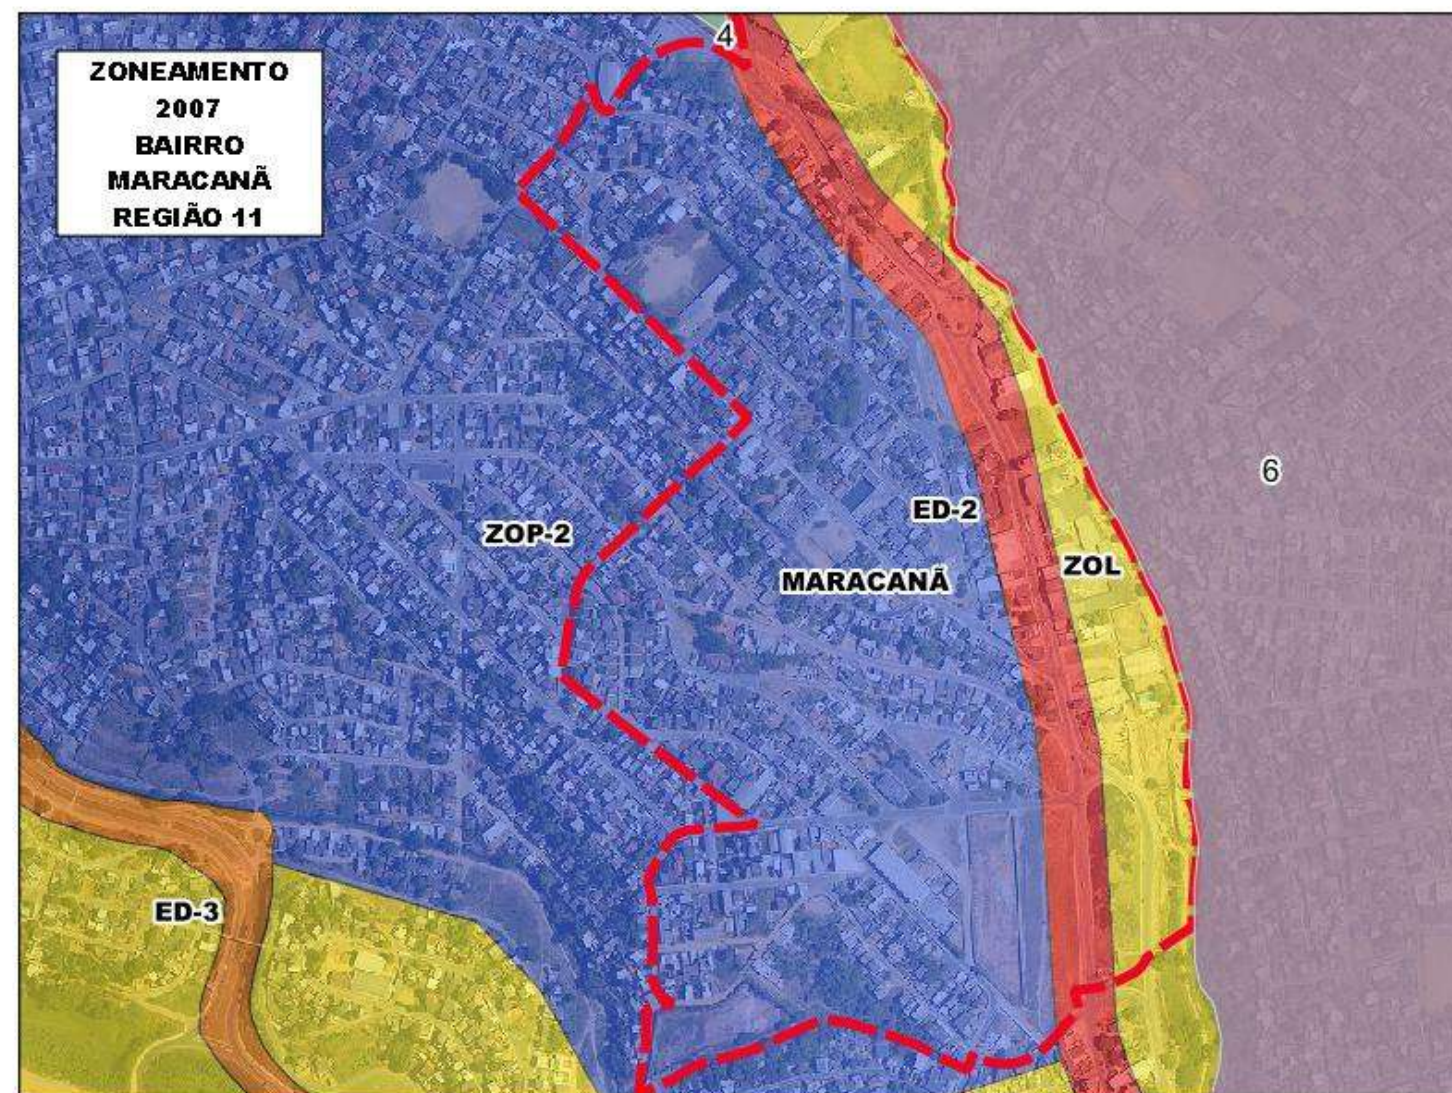 ZONEAMENTO
2007
BAIRRO
MARACANÃ
REGIÃO 11
4
6
ED-2
ZOP-2
ZOL
MARACANÃ
ED-3